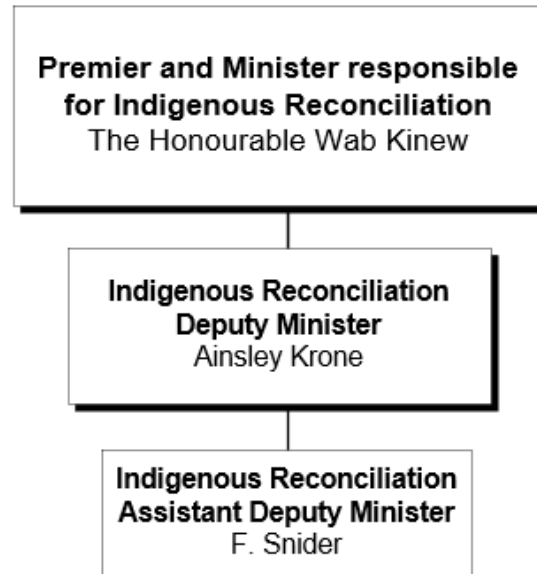 Premier and Minister responsible
for Indigenous Reconciliation
The Honourable Wab Kinew
Indigenous Reconciliation
Deputy Minister
Ainsley Krone
Indigenous Reconciliation
Assistant Deputy Minister
F. Snider